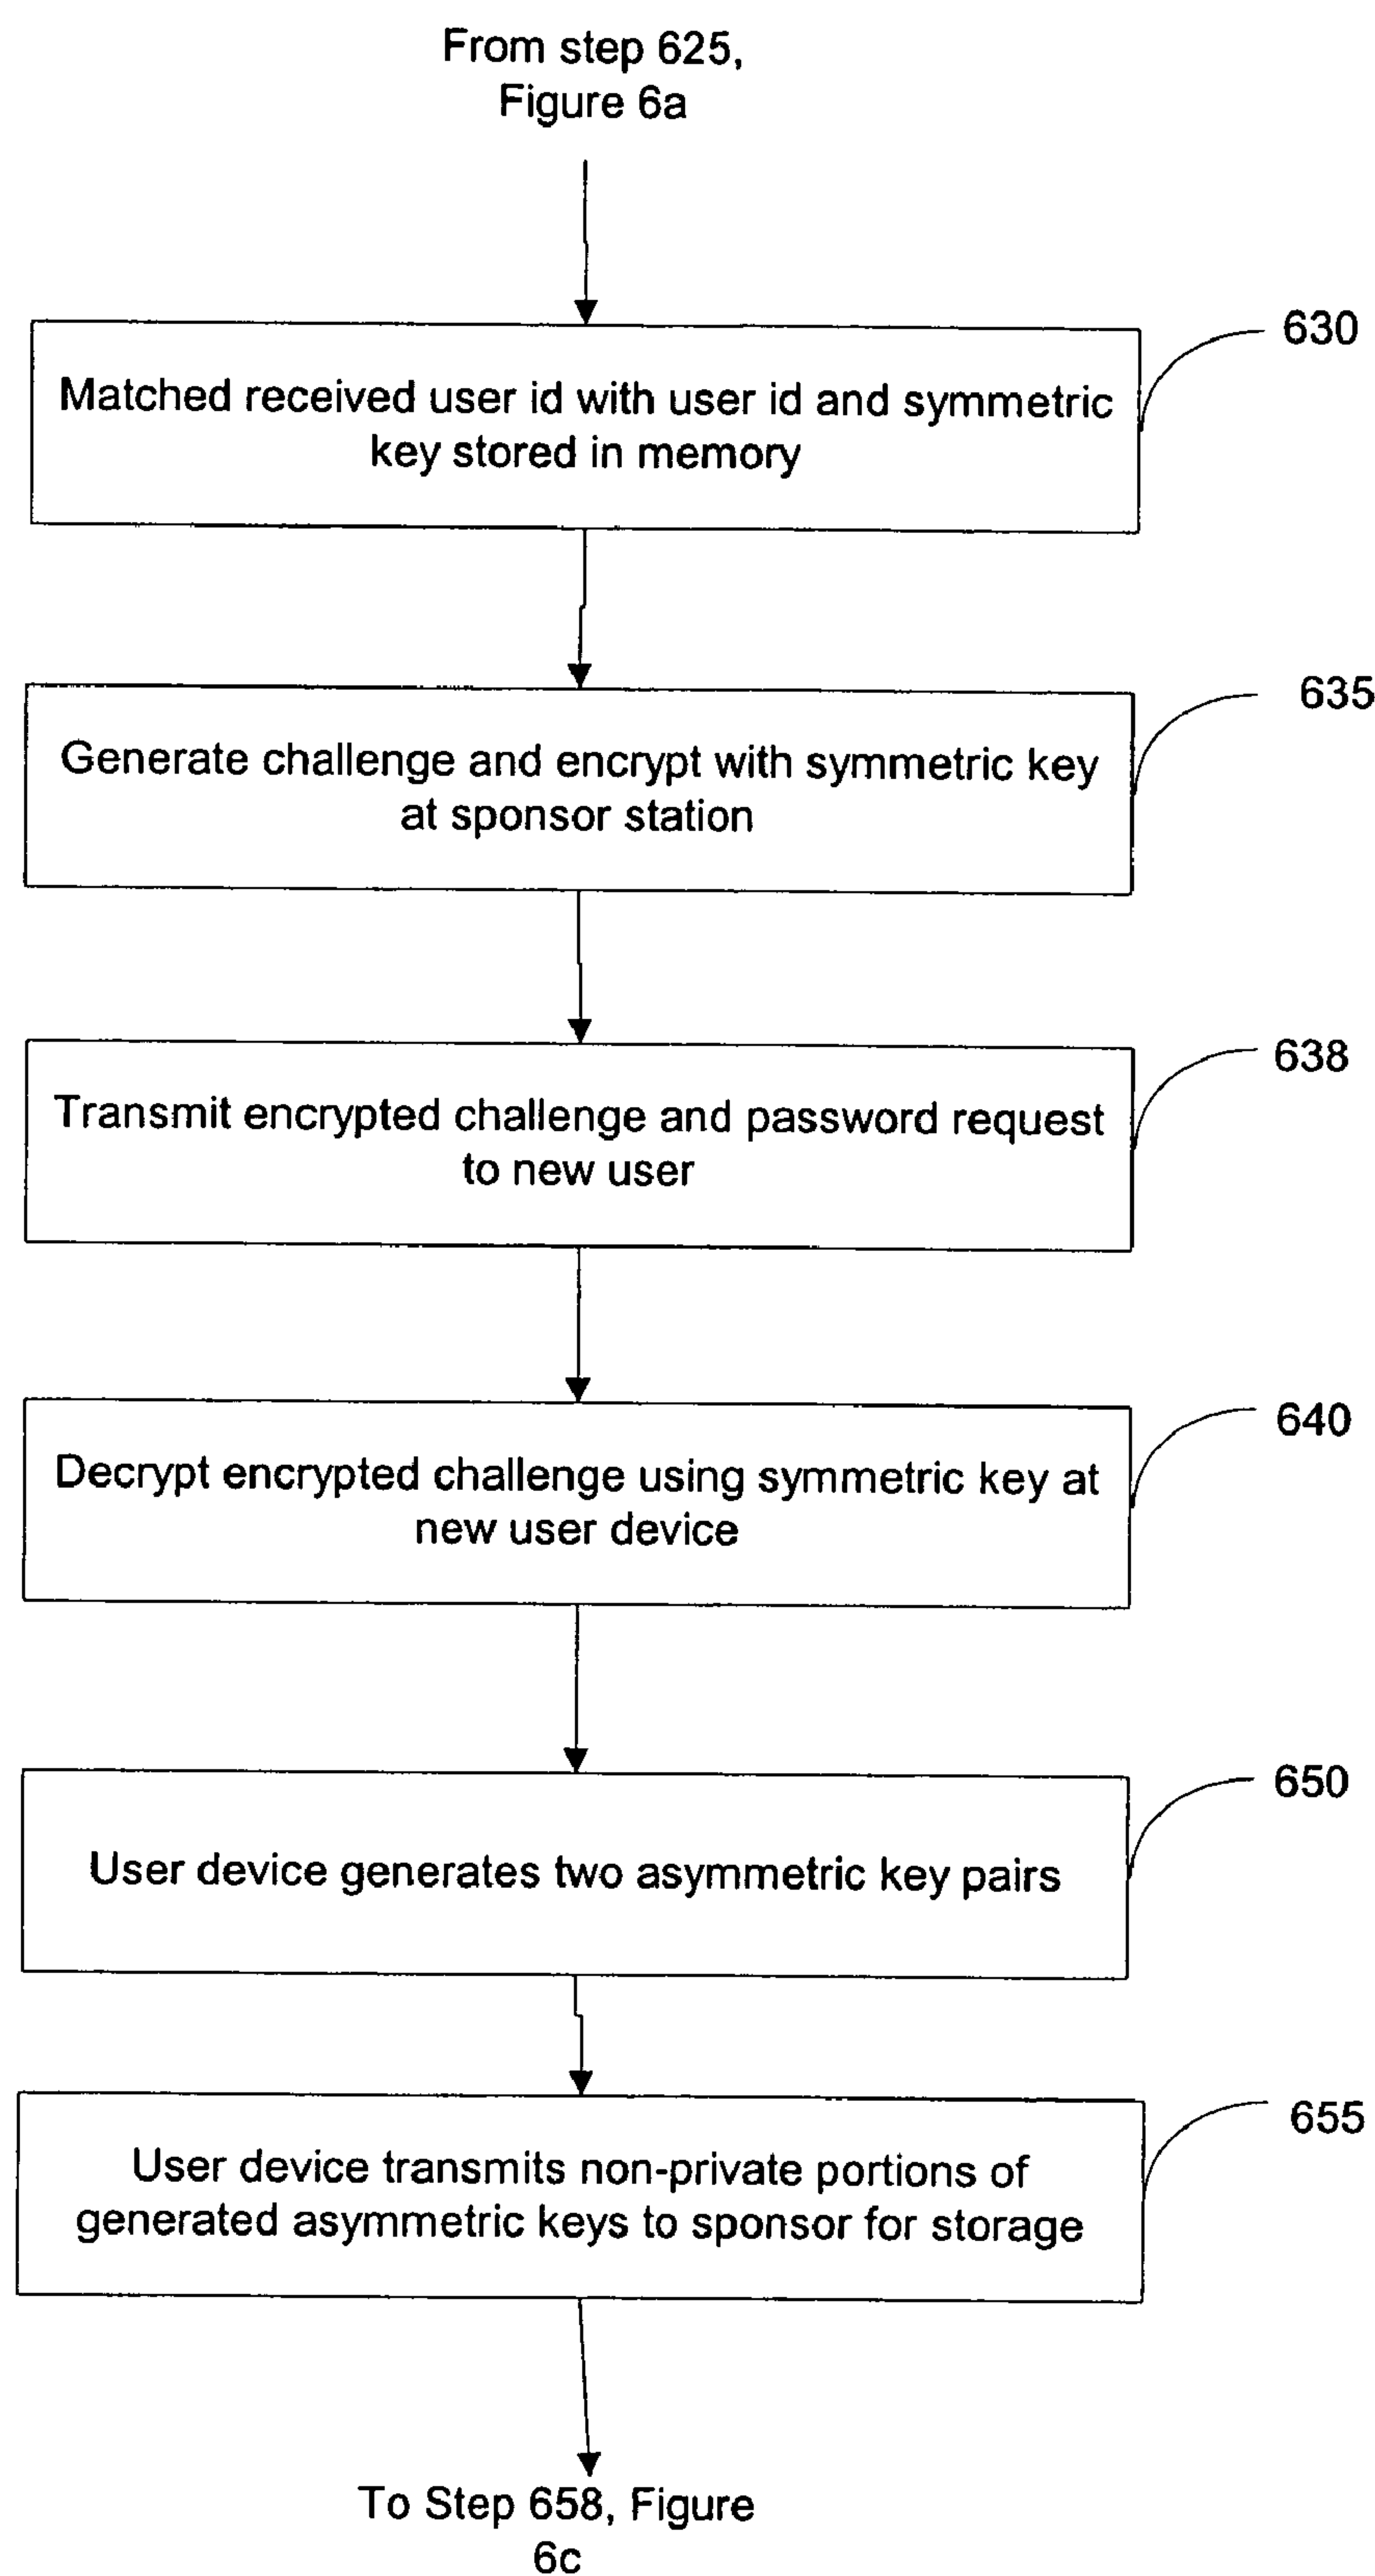 From step 625,
Figure 6a
630
Matched received user id with user id and symmetric
key stored in memory
635
Generate challenge and encrypt with symmetric key
at sponsor station
638
Transmit encrypted challenge and password request
to new user
640
Decrypt encrypted challenge using symmetric key at
new user device
650
User device generates two asymmetric key pairs
655
User device transmits non-private portions of
generated asymmetric keys to sponsor for storage
To Step 658, Figure
6c